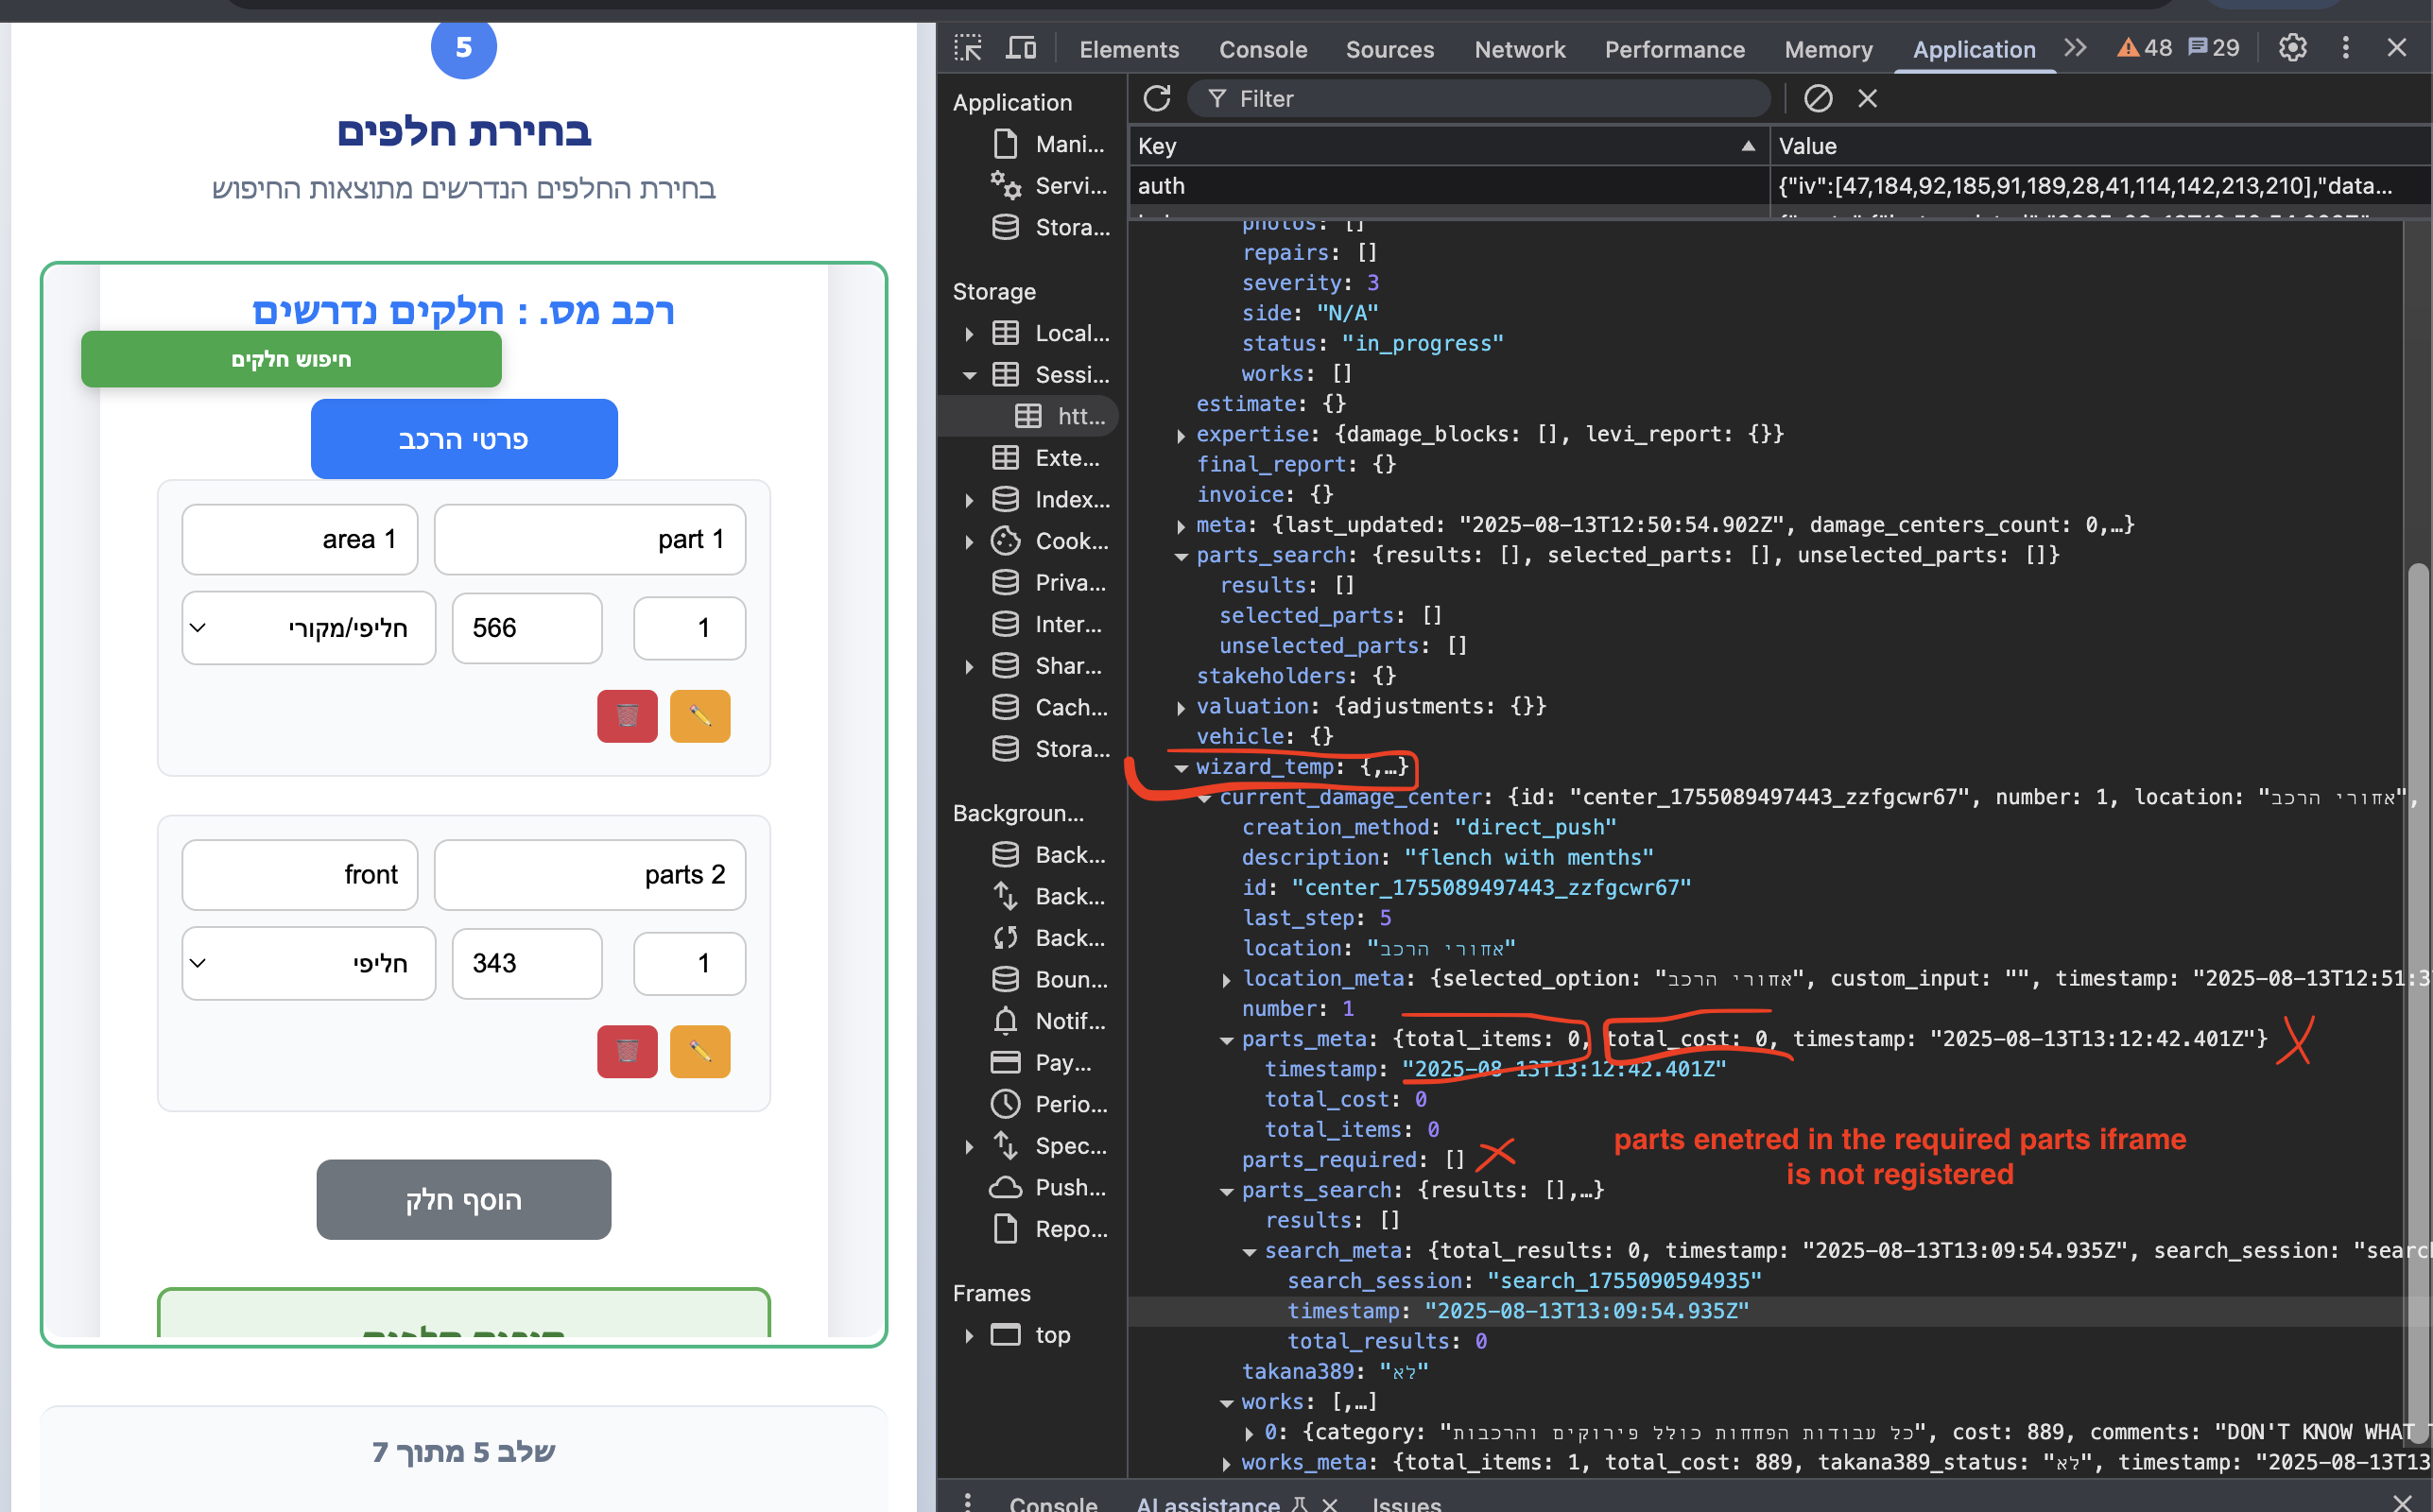 5
בחירת חלפים
בחירת החלפים הנדרשים מתוצאות החיפוש
רכב מס. : חלקים נדרשים
חיפוש חלקים
פרטי הרכב
part 1
area 1
1
566
חליפי/מקורי
parts 2
front
1
343
חליפי
הוסף חלק
שלב 5 מתוך 7
Elements Console Sources Network Performance Memory Application 48 29
Application
Mani...
Servi...
Stora...
Storage
Local...
Sessi...
htt...
Exte...
Index...
Cook...
Priva...
Inter...
Shar...
Cach...
Stora...
Backgroun...
Back...
Back...
Back...
Boun...
Notif...
Pay...
Perio...
Spec...
Push...
Repo...
Frames
top
Filter
Key Value
auth {"iv":[47,184,92,185,91,189,28,41,114,142,213,210],"data...
photos: []
repairs: []
severity: 3
side: "N/A"
status: "in_progress"
works: []
estimate: {}
expertise: {damage_blocks: [], levi_report: {}}
final_report: {}
invoice: {}
meta: {last_updated: "2025-08-13T12:50:54.902Z", damage_centers_count: 0,…}
parts_search: {results: [], selected_parts: [], unselected_parts: []}
results: []
selected_parts: []
unselected_parts: []
stakeholders: {}
valuation: {adjustments: {}}
vehicle: {}
wizard_temp: {,…}
current_damage_center: {id: "center_1755089497443_zzfgcwr67", number: 1, location: "אחורי הרכב",
creation_method: "direct_push"
description: "flench with menths"
id: "center_1755089497443_zzfgcwr67"
last_step: 5
location: "אחורי הרכב"
location_meta: {selected_option: "אחורי הרכב", custom_input: "", timestamp: "2025-08-13T12:51:3
number: 1
parts_meta: {total_items: 0, total_cost: 0, timestamp: "2025-08-13T13:12:42.401Z"}
timestamp: "2025-08-13T13:12:42.401Z"
total_cost: 0
total_items: 0
parts_required: []
parts enetred in the required parts iframe
is not registered
parts_search: {results: [],…}
results: []
search_meta: {total_results: 0, timestamp: "2025-08-13T13:09:54.935Z", search_session: "searc
search_session: "search_1755090594935"
timestamp: "2025-08-13T13:09:54.935Z"
total_results: 0
takana389: "לא"
works: [,…]
0: {category: "כל עבודות הפחחות כולל פירוקים והרכבות", cost: 889, comments: "DON'T KNOW WHAT
works_meta: {total_items: 1, total_cost: 889, takana389_status: "לא", timestamp: "2025-08-13T13
Console AI assistance Issues